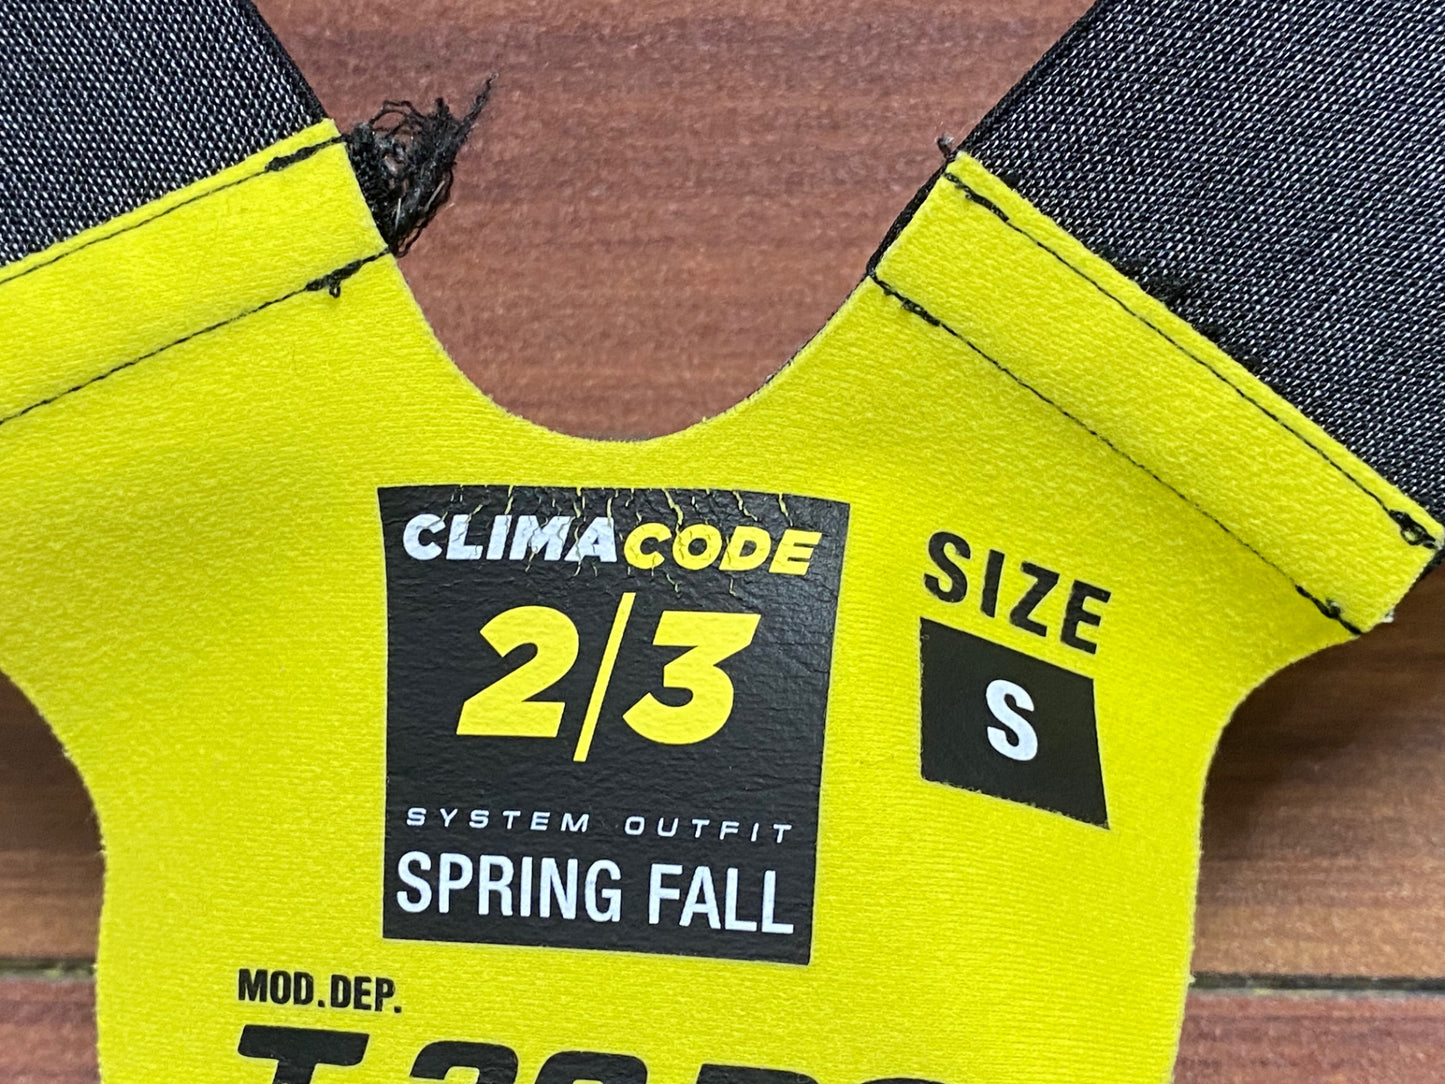 CLIMACODE
2/3
SYSTEM OUTFIT
SPRING FALL
SIZE
S
MOD.DEP.